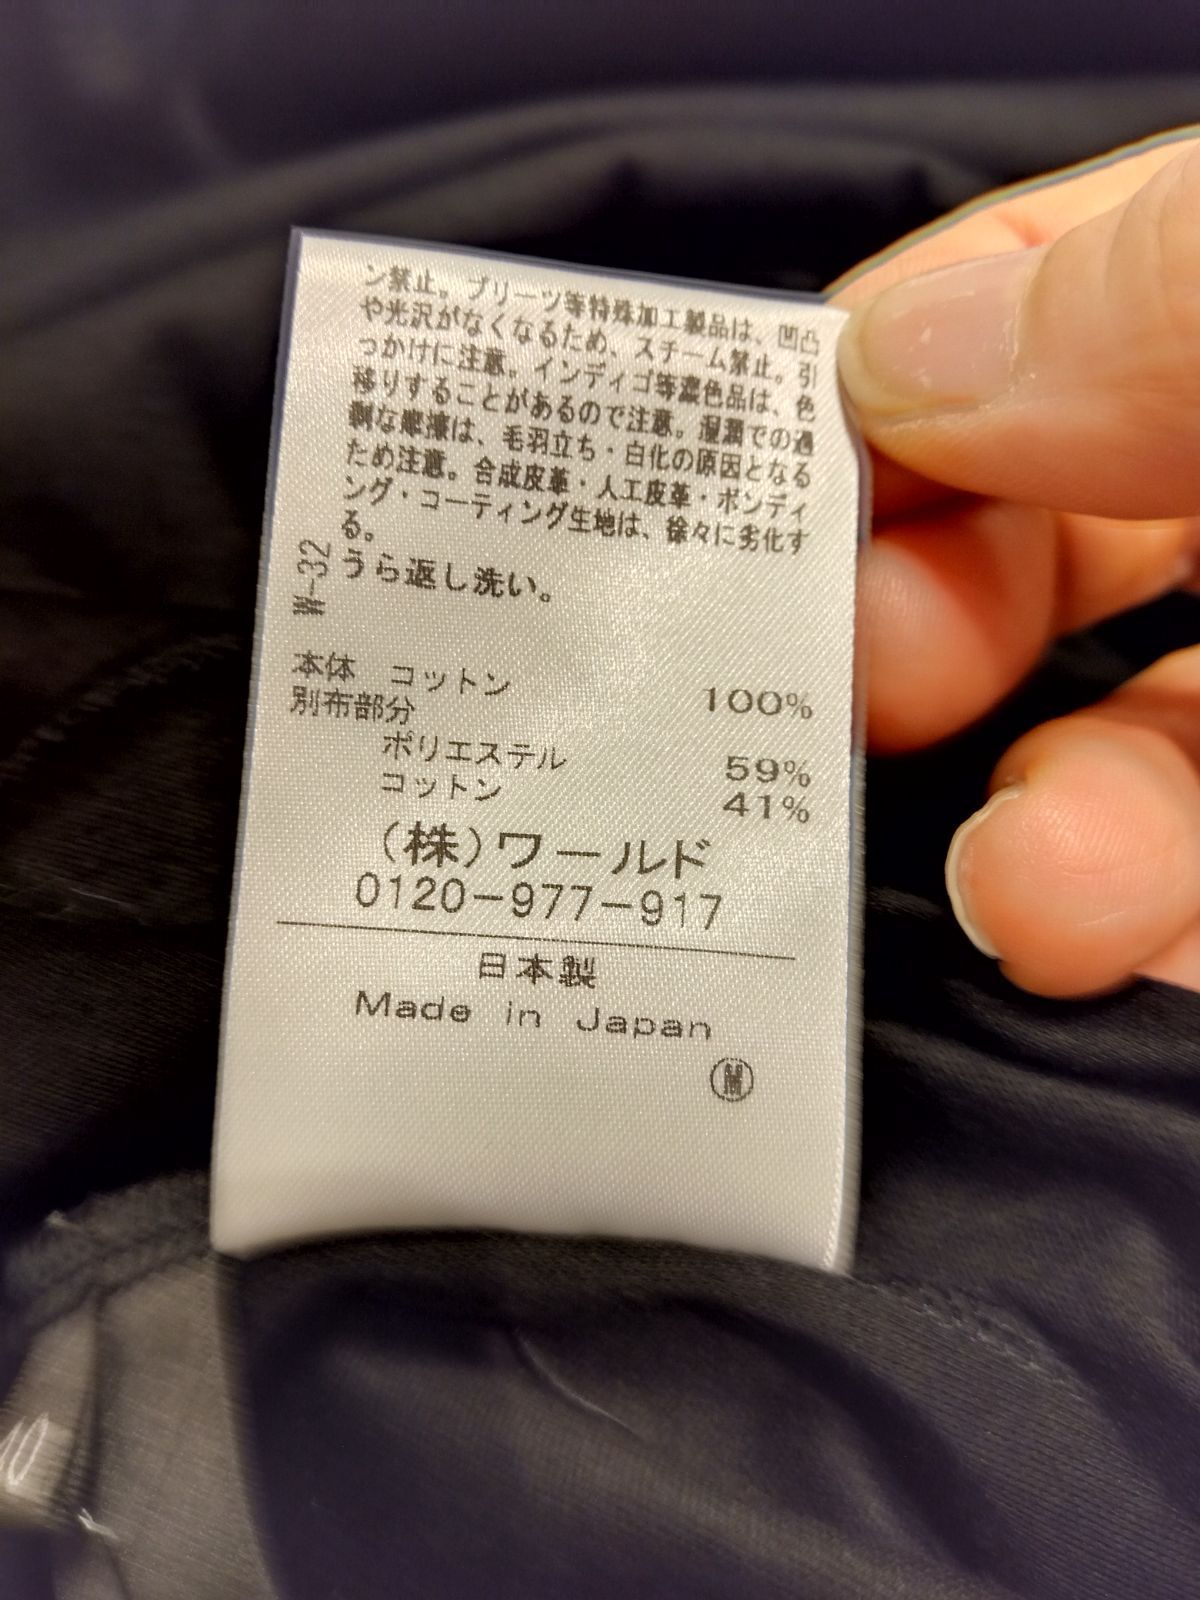 ン禁止。プリーツ等特殊加工製品は、凹凸
や光沢がなくなるため、スチーム禁止。引
っかけに注意。インディゴ等濃色品は、色
移りすることがあるので注意。湿潤での過
剰な摩擦は、毛羽立ち・白化の原因となる
ため注意。合成皮革・人工皮革・ボンディ
ング・コーティング生地は、徐々に劣化す
る。
うら返し洗い。
W-32
本体 コットン 100%
別布部分
ポリエステル 59%
コットン 41%
(株)ワールド
0120-977-917
日本製
Made in Japan
Ⓜ